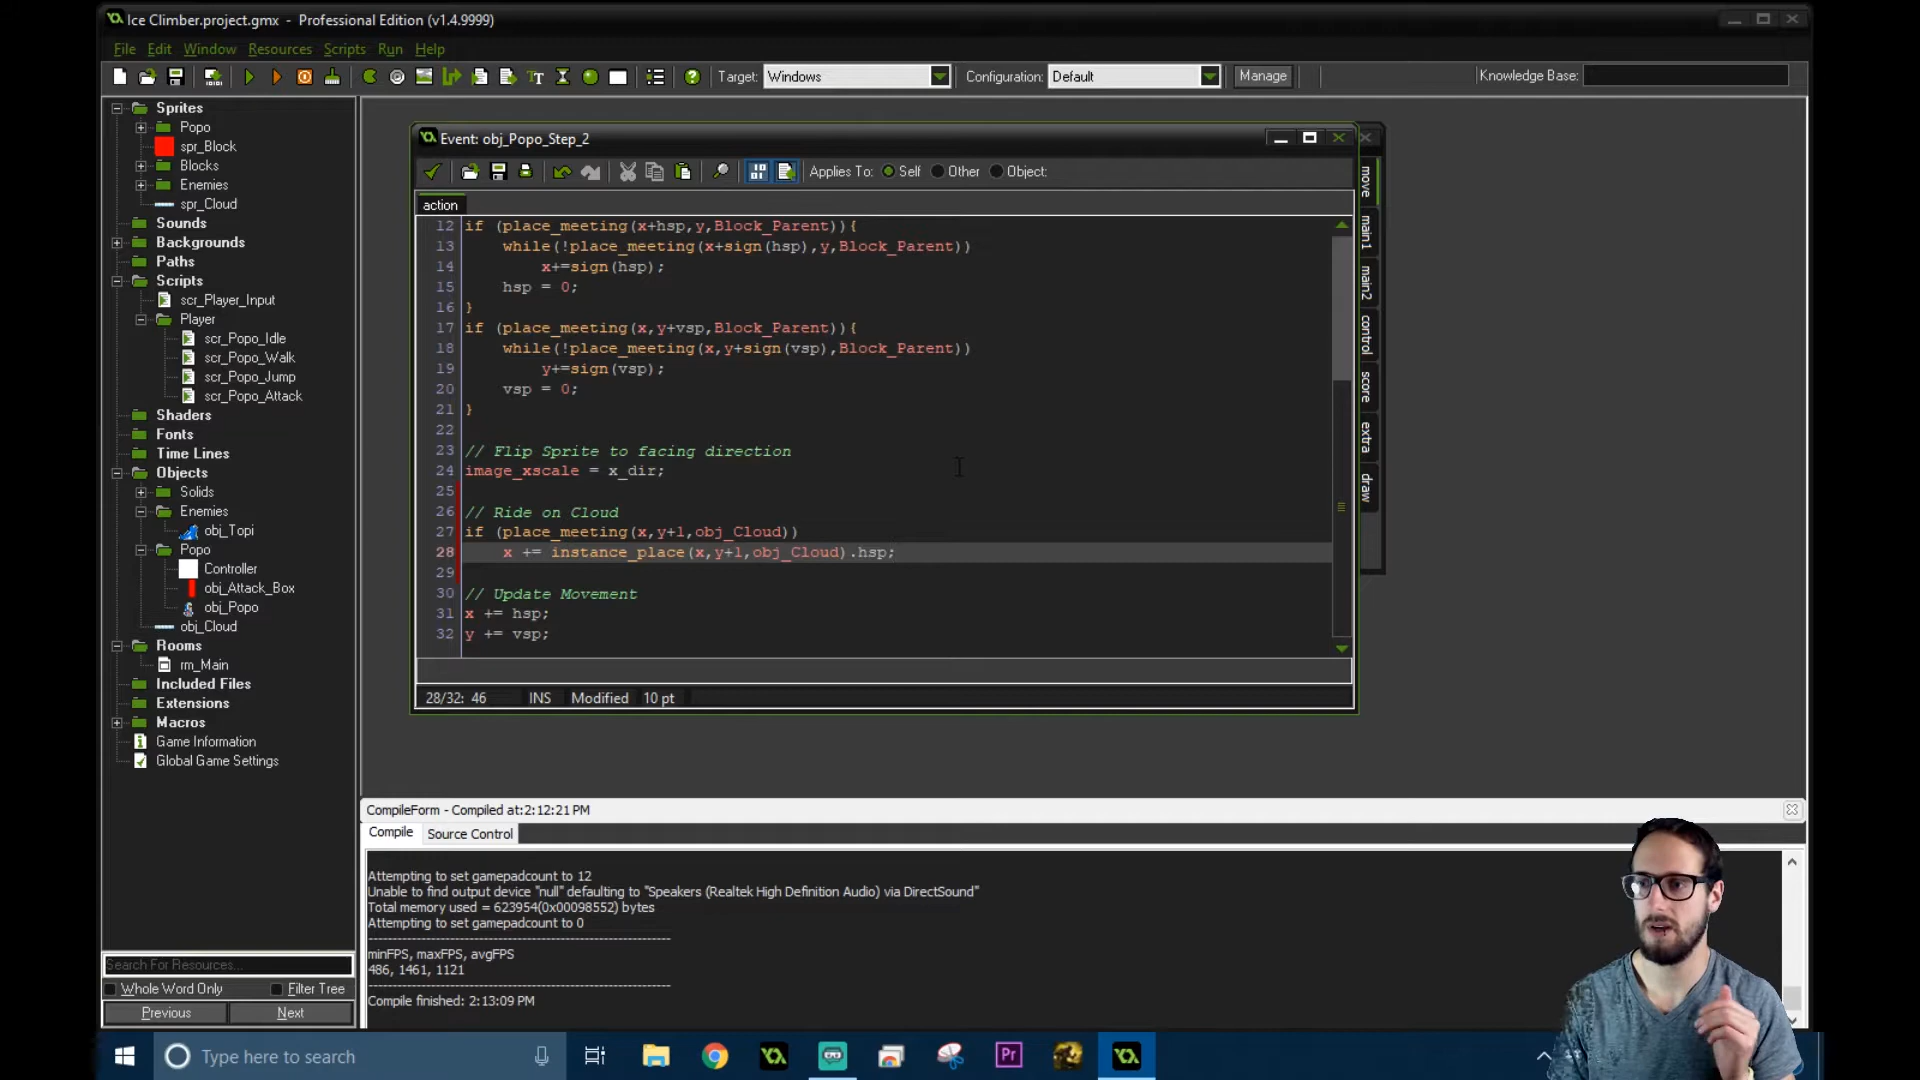 Ice Climber.project.gmx - Professional Edition (v1.4.9999)
File Edit Window Resources Scripts Run Help
Target: Windows Configuration: Default Manage Knowledge Base:
Sprites
Popo
spr_Block
Blocks
Enemies
spr_Cloud
Sounds
Backgrounds
Paths
Scripts
scr_Player_Input
Player
scr_Popo_Idle
scr_Popo_Walk
scr_Popo_Jump
scr_Popo_Attack
Shaders
Fonts
Time Lines
Objects
Solids
Enemies
obj_Topi
Popo
Controller
obj_Attack_Box
obj_Popo
obj_Cloud
Rooms
rm_Main
Included Files
Extensions
Macros
Game Information
Global Game Settings
Search For Resources...
Whole Word Only Filter Tree
Previous Next
Event: obj_Popo_Step_2
Applies To: Self Other Object:
action
12 if (place_meeting(x+hsp,y,Block_Parent)){
13 while(!place_meeting(x+sign(hsp),y,Block_Parent))
14 x+=sign(hsp);
15 hsp = 0;
16 }
17 if (place_meeting(x,y+vsp,Block_Parent)){
18 while(!place_meeting(x,y+sign(vsp),Block_Parent))
19 y+=sign(vsp);
20 vsp = 0;
21 }
22
23 // Flip Sprite to facing direction
24 image_xscale = x_dir;
25
26 // Ride on Cloud
27 if (place_meeting(x,y+1,obj_Cloud))
28 x += instance_place(x,y+1,obj_Cloud).hsp;
29
30 // Update Movement
31 x += hsp;
32 y += vsp;
28/32: 46 INS Modified 10 pt
move
main1
main2
control
score
extra
draw
CompileForm - Compiled at:2:12:21 PM
Compile Source Control
Attempting to set gamepadcount to 12
Unable to find output device "null" defaulting to "Speakers (Realtek High Definition Audio) via DirectSound"
Total memory used = 623954(0x00098552) bytes
Attempting to set gamepadcount to 0
minFPS, maxFPS, avgFPS
486, 1461, 1121
Compile finished: 2:13:09 PM
Type here to search
Pr